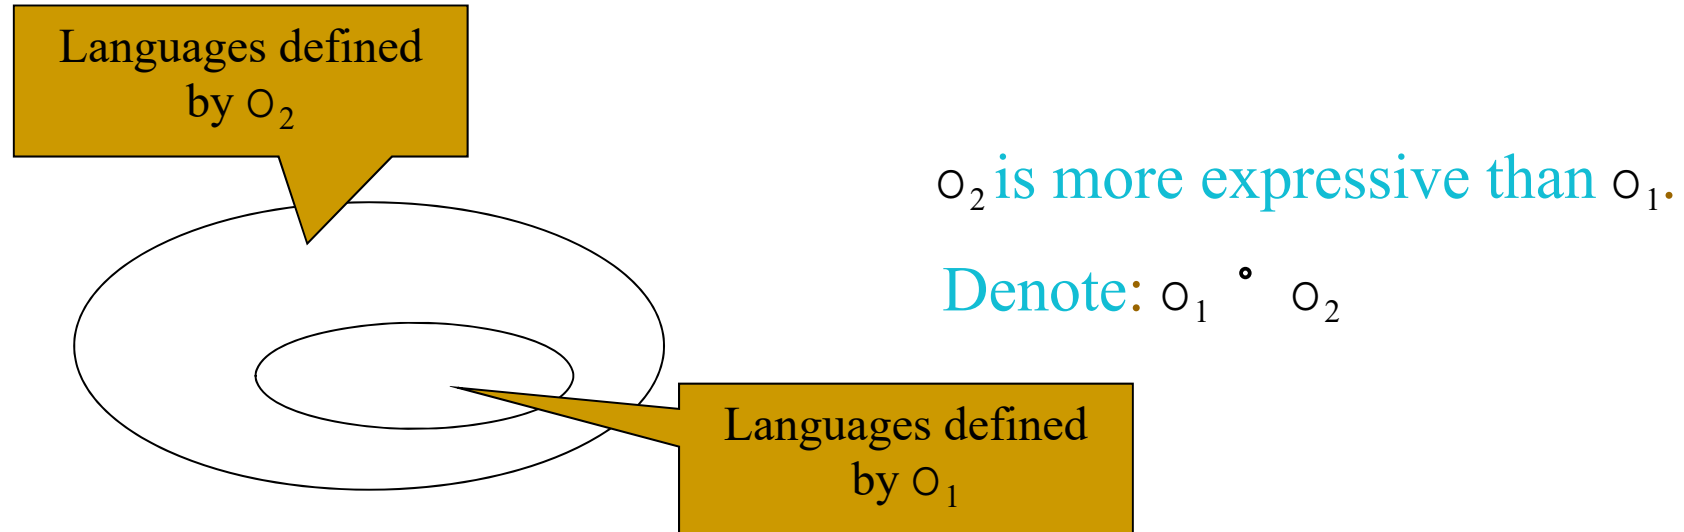 Languages defined
by O₂
O₂ is more expressive than O₁.
Denote: O₁ ° O₂
Languages defined
by O₁